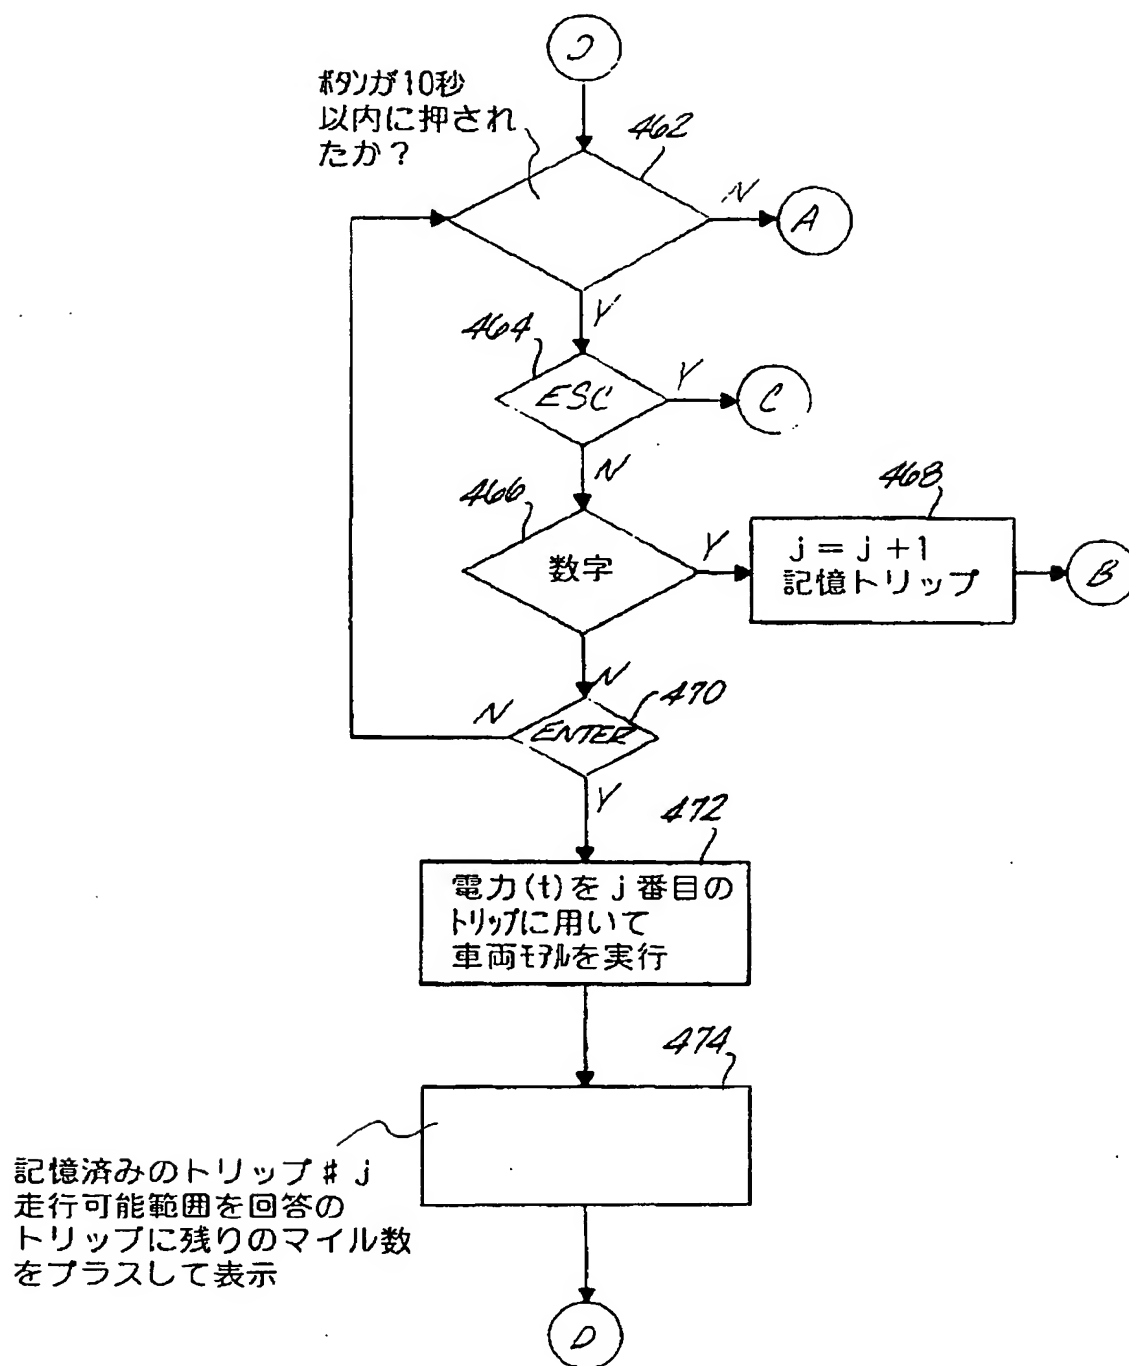 ボタンが10秒
以内に押され
たか？
462
N
A
Y
464
ESC
Y
C
N
466
数字
Y
468
j = j +1
記憶トリップ
B
N
470
ENTER
N
Y
472
電力(t)を j 番目の
トリップに用いて
車両モデルを実行
474
記憶済みのトリップ # j
走行可能範囲を回答の
トリップに残りのマイル数
をプラスして表示
D